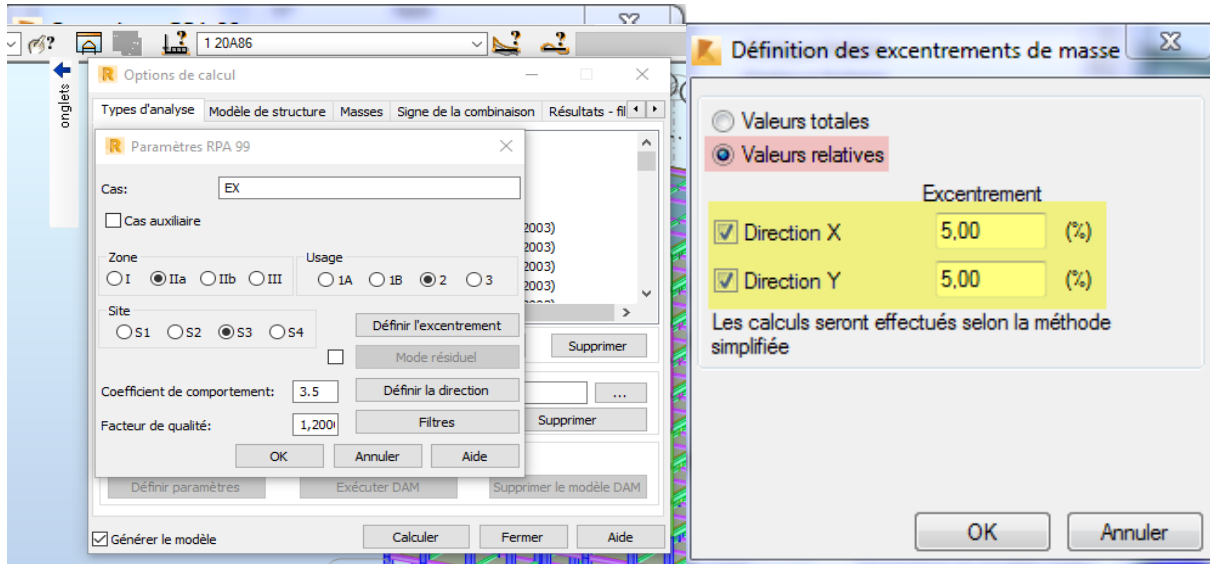 1 20A86
onglets
Options de calcul
Types d'analyse Modèle de structure Masses Signe de la combinaison Résultats - fil
Paramètres RPA 99
Cas: EX
Cas auxiliaire
2003)
2003)
2003)
2003)
Zone
I IIa IIb III
Usage
1A 1B 2 3
Site
S1 S2 S3 S4
Définir l'excentrement
Mode résiduel
Supprimer
Coefficient de comportement: 3.5
Définir la direction
...
Facteur de qualité: 1,200
Filtres
Supprimer
OK Annuler Aide
Définir paramètres Exécuter DAM Supprimer le modèle DAM
Générer le modèle
Calculer Fermer Aide
Définition des excentrements de masse
Valeurs totales
Valeurs relatives
Excentrement
Direction X 5,00 (%)
Direction Y 5,00 (%)
Les calculs seront effectués selon la méthode
simplifiée
OK Annuler